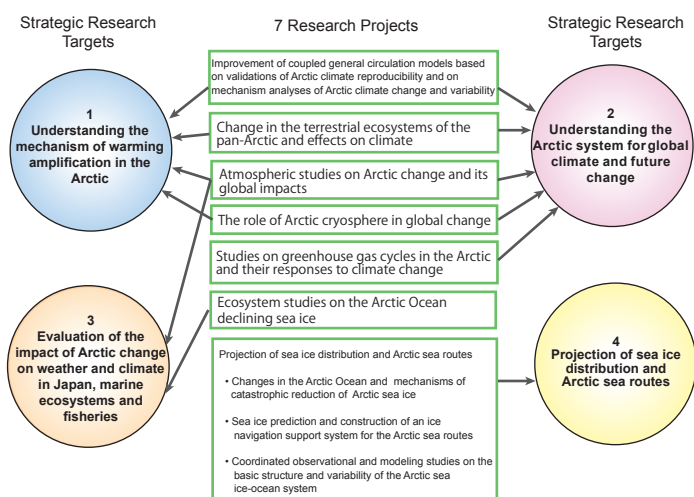 Strategic Research
Targets
7 Research Projects
Strategic Research
Targets
1
Understanding the
mechanism of warming
amplification in the
Arctic
3
Evaluation of the
impact of Arctic change
on weather and climate
in Japan, marine
ecosystems and
fisheries
Improvement of coupled general circulation models based
on validations of Arctic climate reproducibility and on
mechanism analyses of Arctic climate change and variability
Change in the terrestrial ecosystems of the
pan-Arctic and effects on climate
Atmospheric studies on Arctic change and its
global impacts
The role of Arctic cryosphere in global change
Studies on greenhouse gas cycles in the Arctic
and their responses to climate change
Ecosystem studies on the Arctic Ocean
declining sea ice
Projection of sea ice distribution and Arctic sea routes
• Changes in the Arctic Ocean and mechanisms of
catastrophic reduction of Arctic sea ice
• Sea ice prediction and construction of an ice
navigation support system for the Arctic sea routes
• Coordinated observational and modeling studies on the
basic structure and variability of the Arctic sea
ice-ocean system
2
Understanding the
Arctic system for global
climate and future
change
4
Projection of sea ice
distribution and
Arctic sea routes